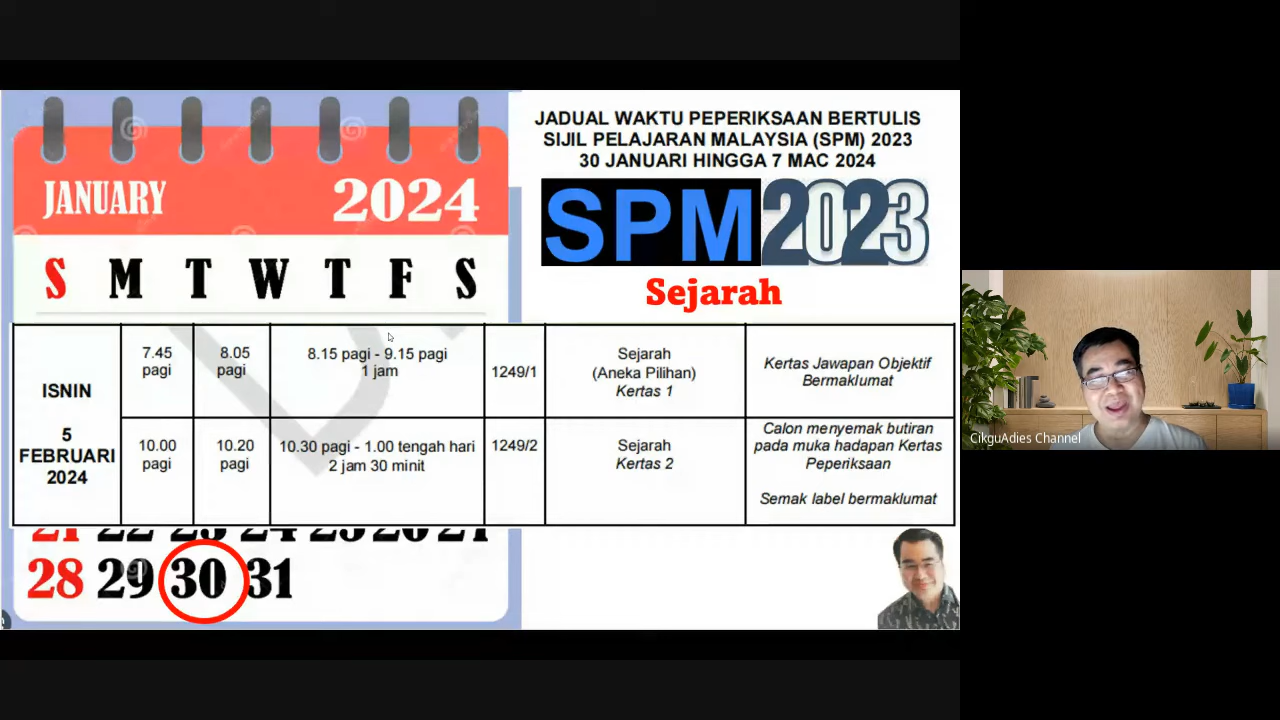 JANUARY 2024
S M T W T F S
JADUAL WAKTU PEPERIKSAAN BERTULIS
SIJIL PELAJARAN MALAYSIA (SPM) 2023
30 JANUARI HINGGA 7 MAC 2024
SPM 2023
Sejarah
ISNIN
5
FEBRUARI
2024
7.45
pagi
8.05
pagi
8.15 pagi - 9.15 pagi
1 jam
1249/1
Sejarah
(Aneka Pilihan)
Kertas 1
Kertas Jawapan Objektif
Bermaklumat
10.00
pagi
10.20
pagi
10.30 pagi - 1.00 tengah hari
2 jam 30 minit
1249/2
Sejarah
Kertas 2
Calon menyemak butiran
pada muka hadapan Kertas
Peperiksaan
Semak label bermaklumat
28 29 30 31
CikguAdies Channel